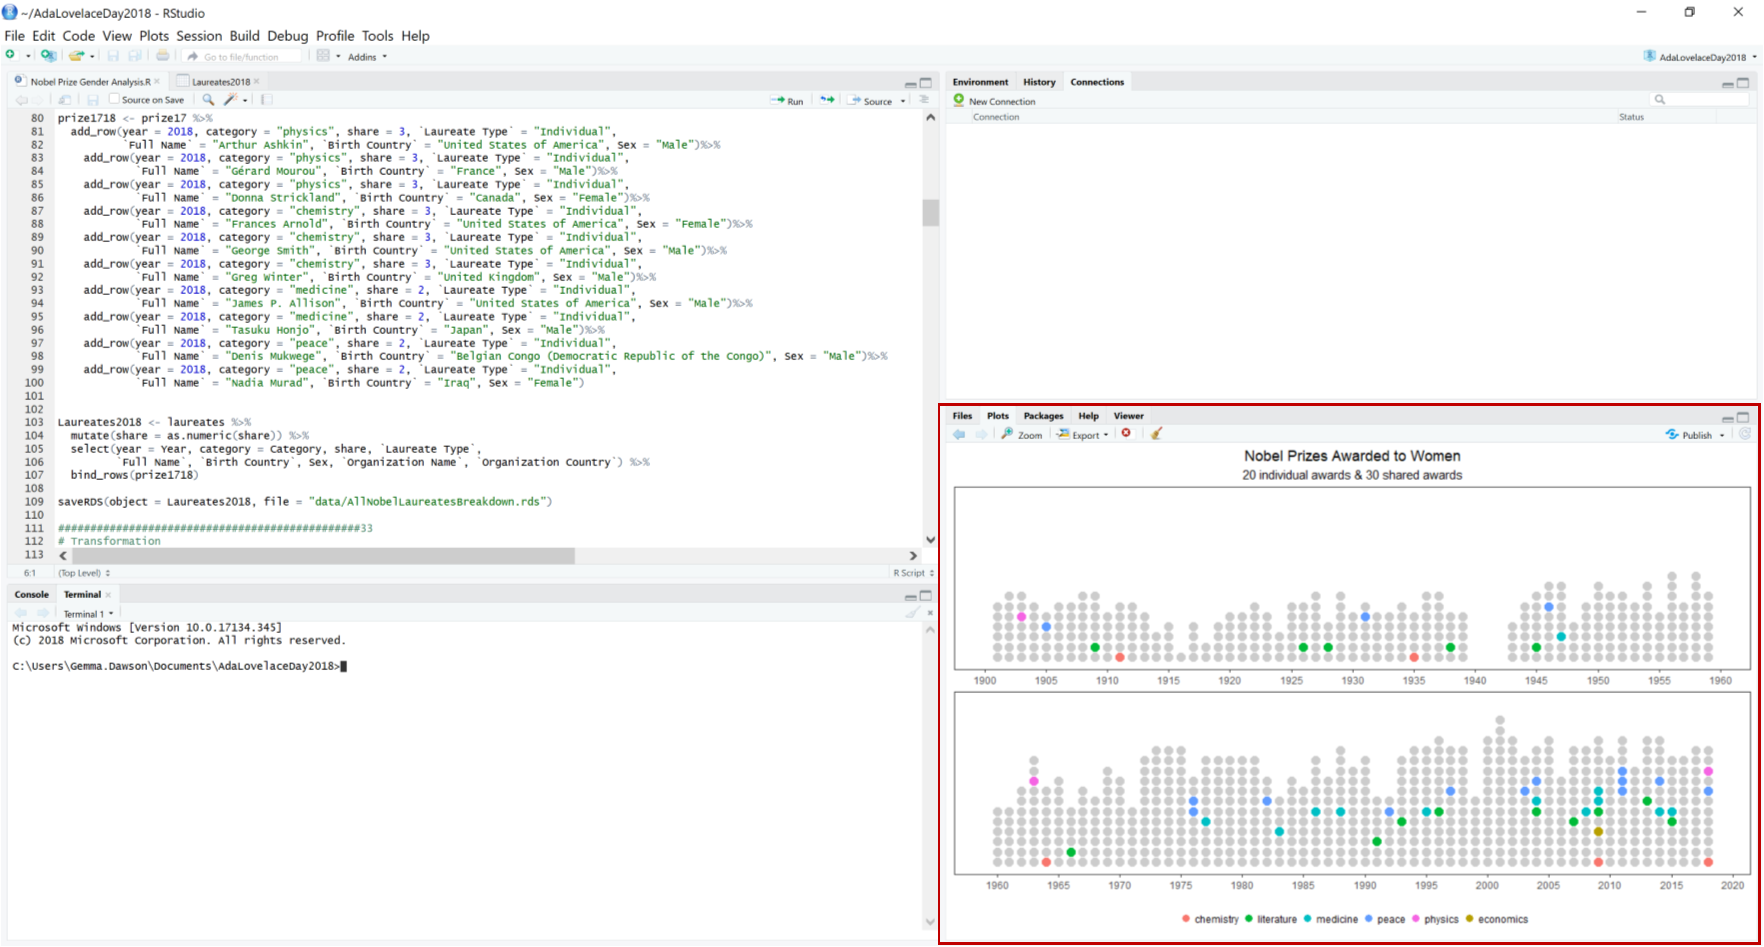 ~/AdaLovelaceDay2018 - RStudio
File Edit Code View Plots Session Build Debug Profile Tools Help
Go to file/function
Addins
AdaLovelaceDay2018
Nobel Prize Gender Analysis.R
Laureates2018
Source on Save
Run
Source
80 prize1718 <- prize17 %>%
81 add_row(year = 2018, category = "physics", share = 3, `Laureate Type` = "Individual",
82 `Full Name` = "Arthur Ashkin", `Birth Country` = "United States of America", Sex = "Male")%>%
83 add_row(year = 2018, category = "physics", share = 3, `Laureate Type` = "Individual",
84 `Full Name` = "Gérard Mourou", `Birth Country` = "France", Sex = "Male")%>%
85 add_row(year = 2018, category = "physics", share = 3, `Laureate Type` = "Individual",
86 `Full Name` = "Donna Strickland", `Birth Country` = "Canada", Sex = "Female")%>%
87 add_row(year = 2018, category = "chemistry", share = 3, `Laureate Type` = "Individual",
88 `Full Name` = "Frances Arnold", `Birth Country` = "United States of America", Sex = "Female")%>%
89 add_row(year = 2018, category = "chemistry", share = 3, `Laureate Type` = "Individual",
90 `Full Name` = "George Smith", `Birth Country` = "United States of America", Sex = "Male")%>%
91 add_row(year = 2018, category = "chemistry", share = 3, `Laureate Type` = "Individual",
92 `Full Name` = "Greg Winter", `Birth Country` = "United Kingdom", Sex = "Male")%>%
93 add_row(year = 2018, category = "medicine", share = 2, `Laureate Type` = "Individual",
94 `Full Name` = "James P. Allison", `Birth Country` = "United States of America", Sex = "Male")%>%
95 add_row(year = 2018, category = "medicine", share = 2, `Laureate Type` = "Individual",
96 `Full Name` = "Tasuku Honjo", `Birth Country` = "Japan", Sex = "Male")%>%
97 add_row(year = 2018, category = "peace", share = 2, `Laureate Type` = "Individual",
98 `Full Name` = "Denis Mukwege", `Birth Country` = "Belgian Congo (Democratic Republic of the Congo)", Sex = "Male")%>%
99 add_row(year = 2018, category = "peace", share = 2, `Laureate Type` = "Individual",
100 `Full Name` = "Nadia Murad", `Birth Country` = "Iraq", Sex = "Female")
101
102
103 Laureates2018 <- laureates %>%
104 mutate(share = as.numeric(share)) %>%
105 select(year = Year, category = Category, share, `Laureate Type`,
106 `Full Name`, `Birth Country`, Sex, `Organization Name`, `Organization Country`) %>%
107 bind_rows(prize1718)
108
109 saveRDS(object = Laureates2018, file = "data/AllNobelLaureatesBreakdown.rds")
110
111 ###############################################33
112 # Transformation
113
6:1 (Top Level) R Script
Console Terminal
Terminal 1
Microsoft Windows [Version 10.0.17134.345]
(c) 2018 Microsoft Corporation. All rights reserved.
C:\Users\Gemma.Dawson\Documents\AdaLovelaceDay2018>
Environment History Connections
New Connection
Connection Status
Files Plots Packages Help Viewer
Zoom Export Publish
Nobel Prizes Awarded to Women
20 individual awards & 30 shared awards
1900 1905 1910 1915 1920 1925 1930 1935 1940 1945 1950 1955 1960
1960 1965 1970 1975 1980 1985 1990 1995 2000 2005 2010 2015 2020
chemistry literature medicine peace physics economics